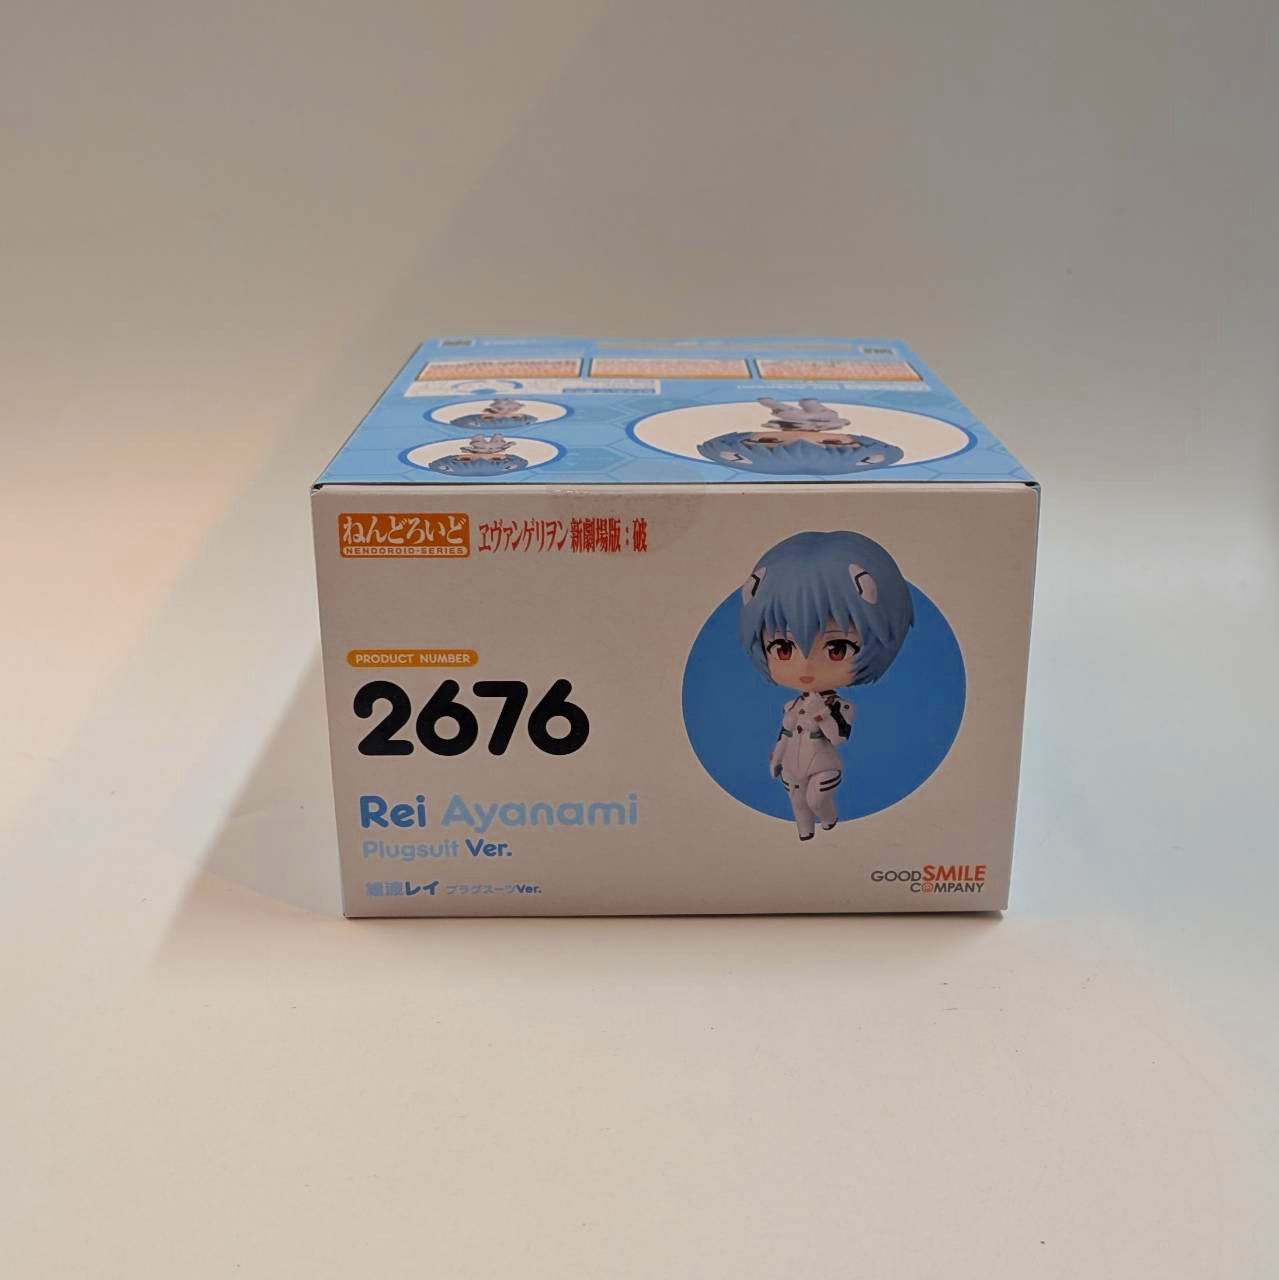 ねんどろいど
NENDOROID-SERIES
ヱヴァンゲリヲン新劇場版:破
PRODUCT NUMBER
2676
Rei Ayanami
Plugsuit Ver.
綾波レイ プラグスーツVer.
GOOD SMILE
COMPANY